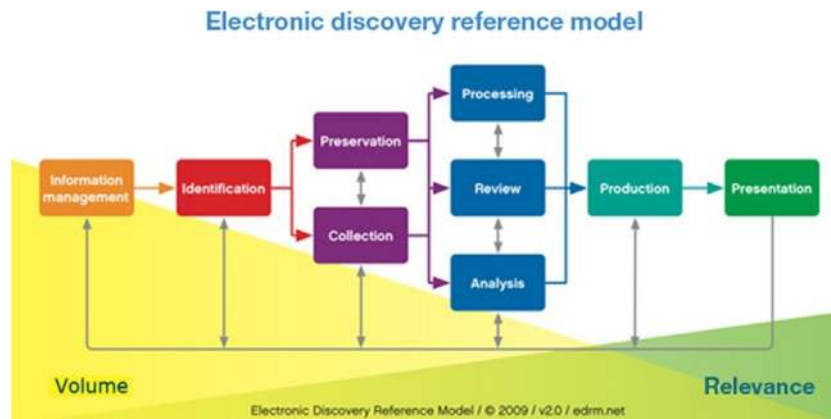 Electronic discovery reference model
Processing
Preservation
Information
management
Identification
Review
Production
Presentation
Collection
Analysis
Volume
Relevance
Electronic Discovery Reference Model / © 2009 / v2.0 / edrm.net